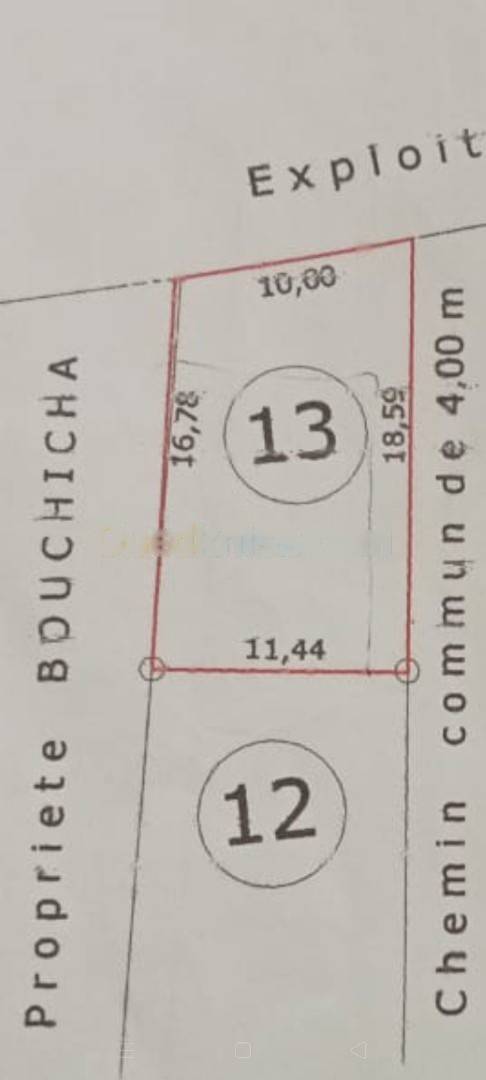 Exploit
10,00
Propriete BOUCHICHA
16,78
13
18,59
Chemin commun de 4,00 m
11,44
12